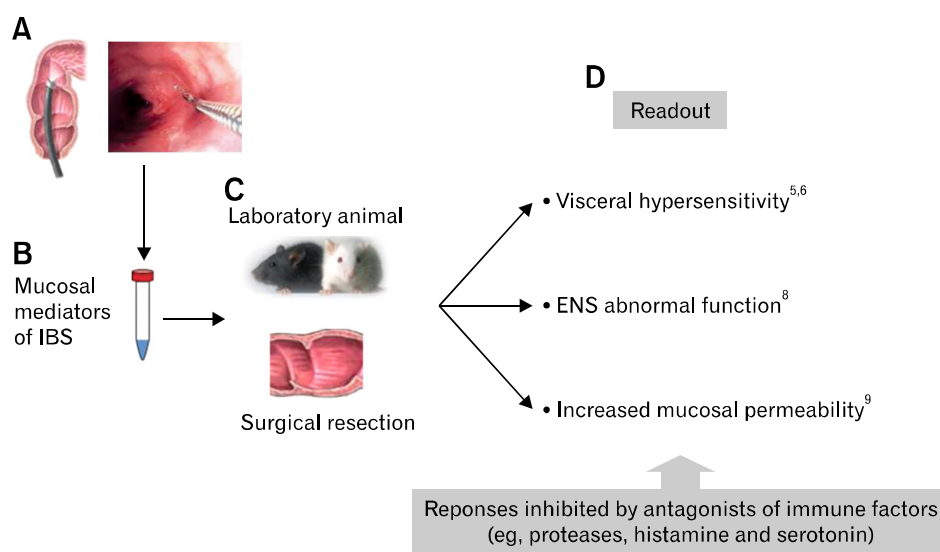 A
B
Mucosal
mediators
of IBS
C
Laboratory animal
Surgical resection
D
Readout
• Visceral hypersensitivity5,6
• ENS abnormal function8
• Increased mucosal permeability9
Reponses inhibited by antagonists of immune factors
(eg, proteases, histamine and serotonin)